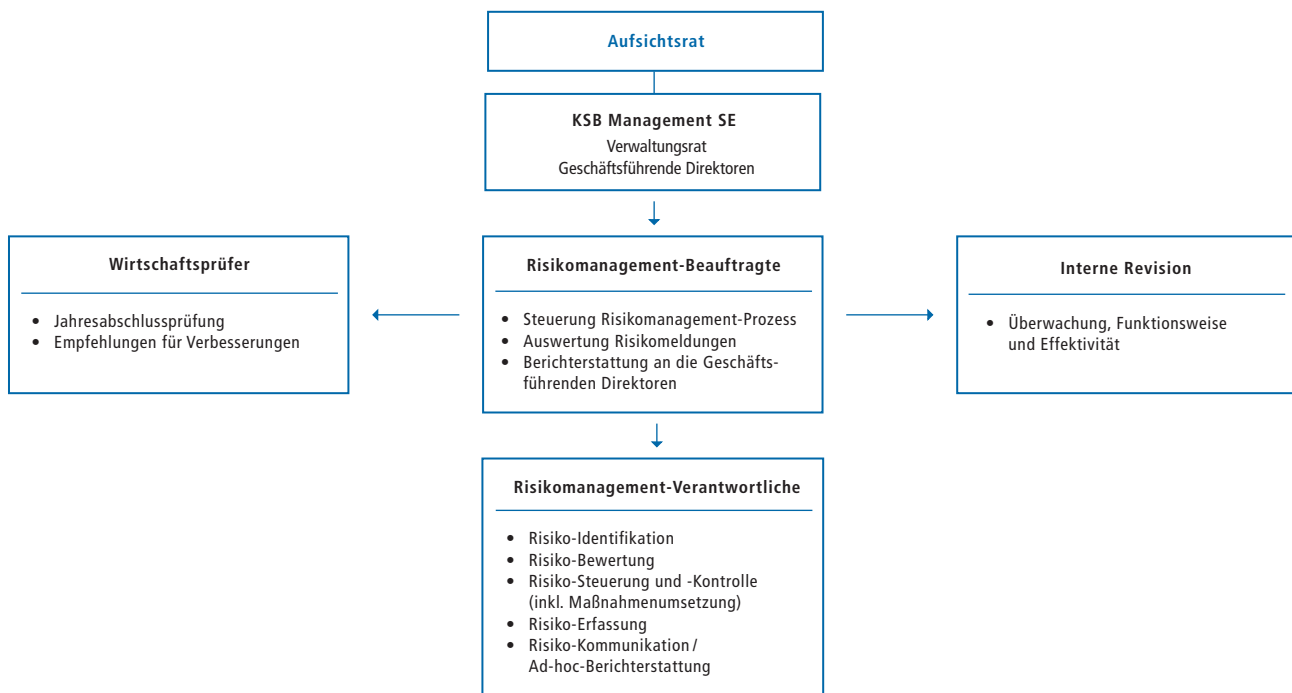 Aufsichtsrat
KSB Management SE
Verwaltungsrat
Geschäftsführende Direktoren
Wirtschaftsprüfer
• Jahresabschlussprüfung
• Empfehlungen für Verbesserungen
Risikomanagement-Beauftragte
• Steuerung Risikomanagement-Prozess
• Auswertung Risikomeldungen
• Berichterstattung an die Geschäfts-
führenden Direktoren
Interne Revision
• Überwachung, Funktionsweise
und Effektivität
Risikomanagement-Verantwortliche
• Risiko-Identifikation
• Risiko-Bewertung
• Risiko-Steuerung und -Kontrolle
(inkl. Maßnahmenumsetzung)
• Risiko-Erfassung
• Risiko-Kommunikation /
Ad-hoc-Berichterstattung